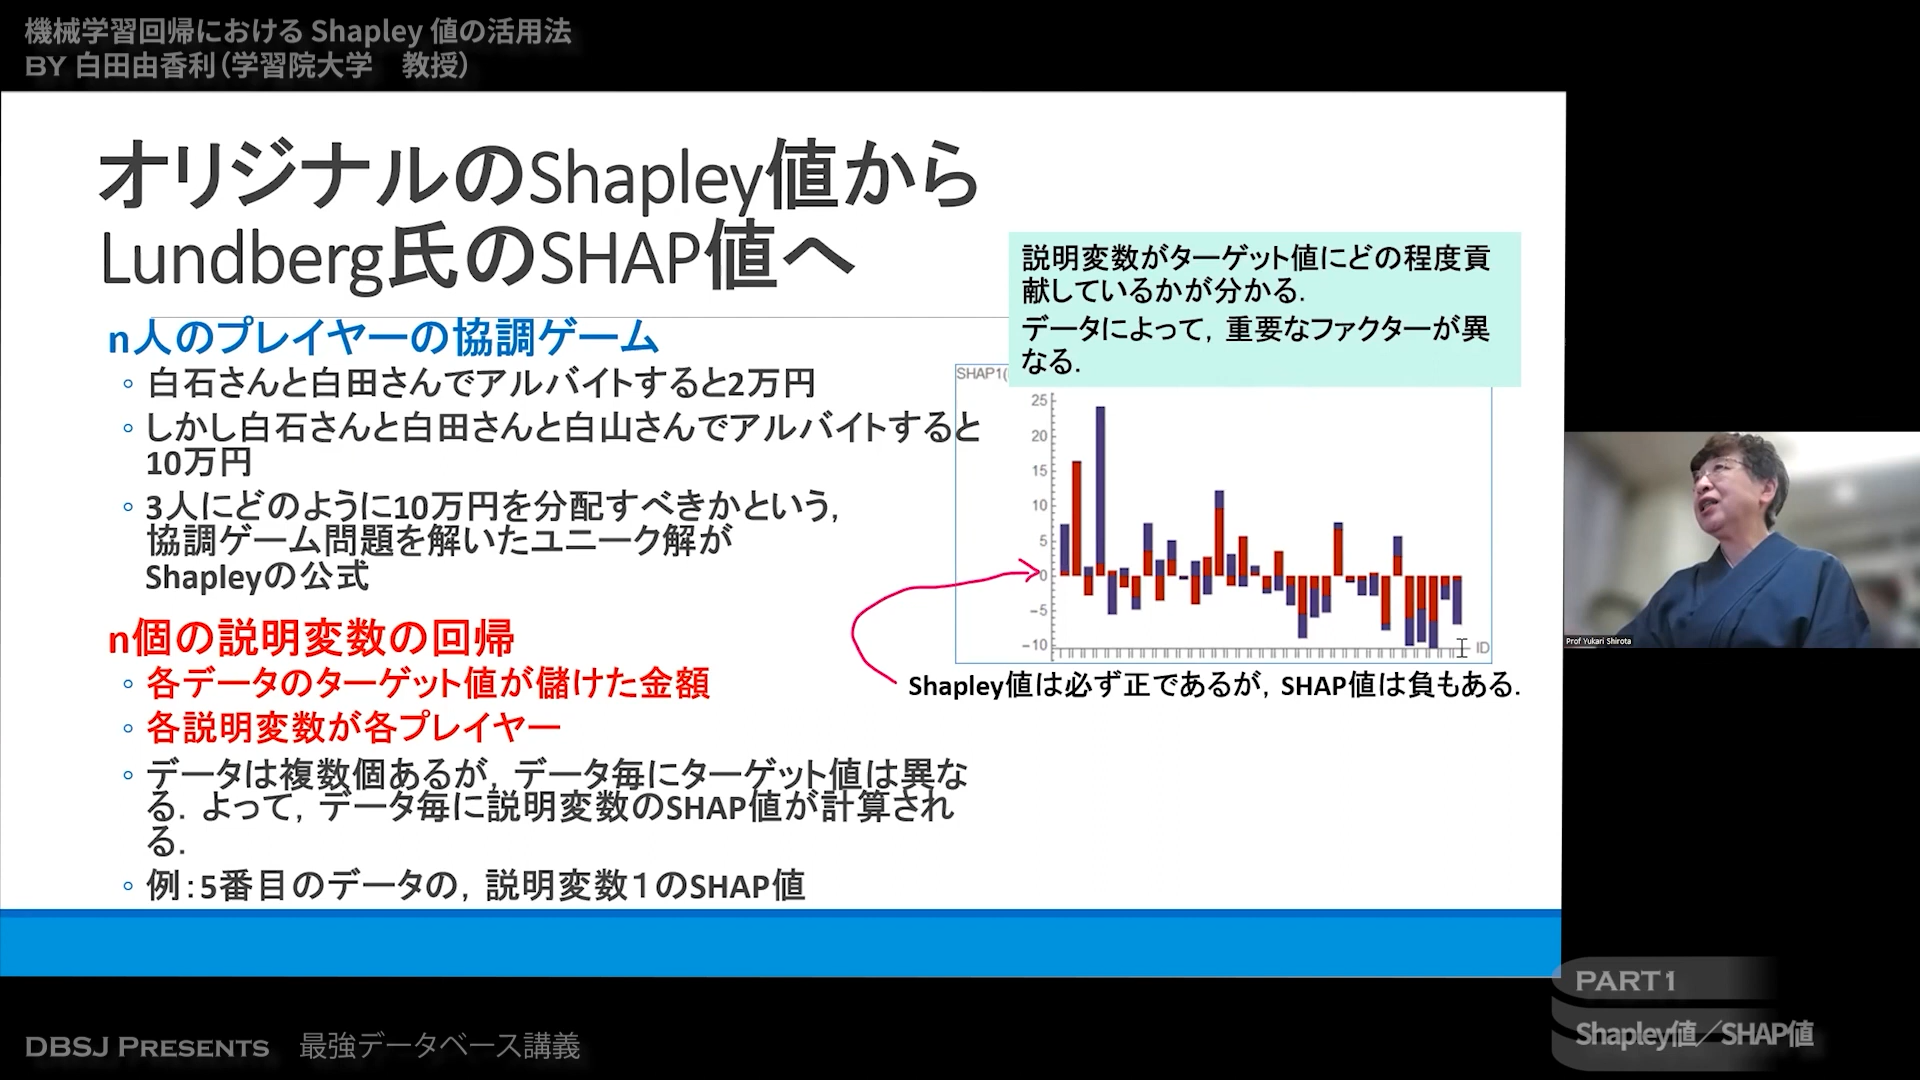 機械学習回帰における Shapley 値の活用法
BY 白田由香利（学習院大学　教授）
オリジナルのShapley値から
Lundberg氏のSHAP値へ
n人のプレイヤーの協調ゲーム
◦ 白石さんと白田さんでアルバイトすると2万円
◦ しかし白石さんと白田さんと白山さんでアルバイトすると
10万円
◦ 3人にどのように10万円を分配すべきかという，
協調ゲーム問題を解いたユニーク解が
Shapleyの公式
n個の説明変数の回帰
◦ 各データのターゲット値が儲けた金額
◦ 各説明変数が各プレイヤー
◦ データは複数個あるが，データ毎にターゲット値は異な
る．よって，データ毎に説明変数のSHAP値が計算され
る．
◦ 例：5番目のデータの，説明変数１のSHAP値
説明変数がターゲット値にどの程度貢
献しているかが分かる．
データによって，重要なファクターが異
なる．
SHAP1(
25
20
15
10
5
0
-5
-10
ID
Shapley値は必ず正であるが，SHAP値は負もある．
Prof Yukari Shirota
PART1
Shapley値／SHAP値
DBSJ PRESENTS 最強データベース講義